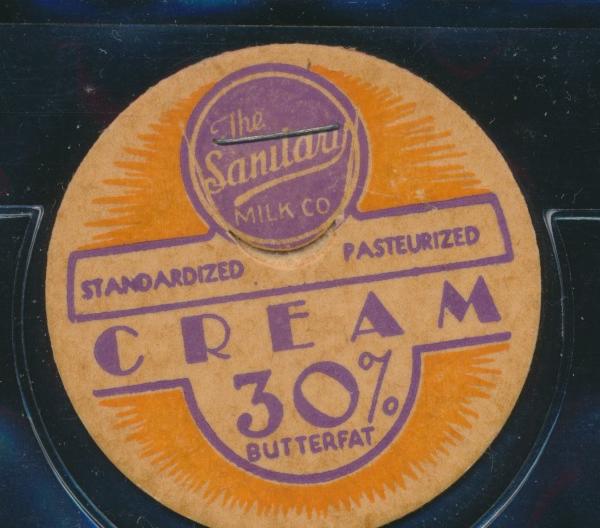 The
Sanitary
MILK CO
STANDARDIZED PASTEURIZED
CREAM
30%
BUTTERFAT